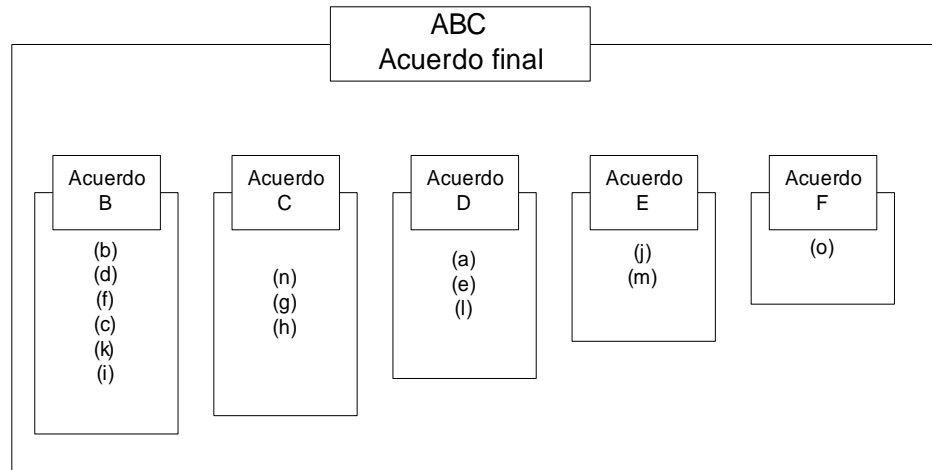 ABC
Acuerdo final
Acuerdo
B
(b)
(d)
(f)
(c)
(k)
(i)
Acuerdo
C
(n)
(g)
(h)
Acuerdo
D
(a)
(e)
(l)
Acuerdo
E
(j)
(m)
Acuerdo
F
(o)